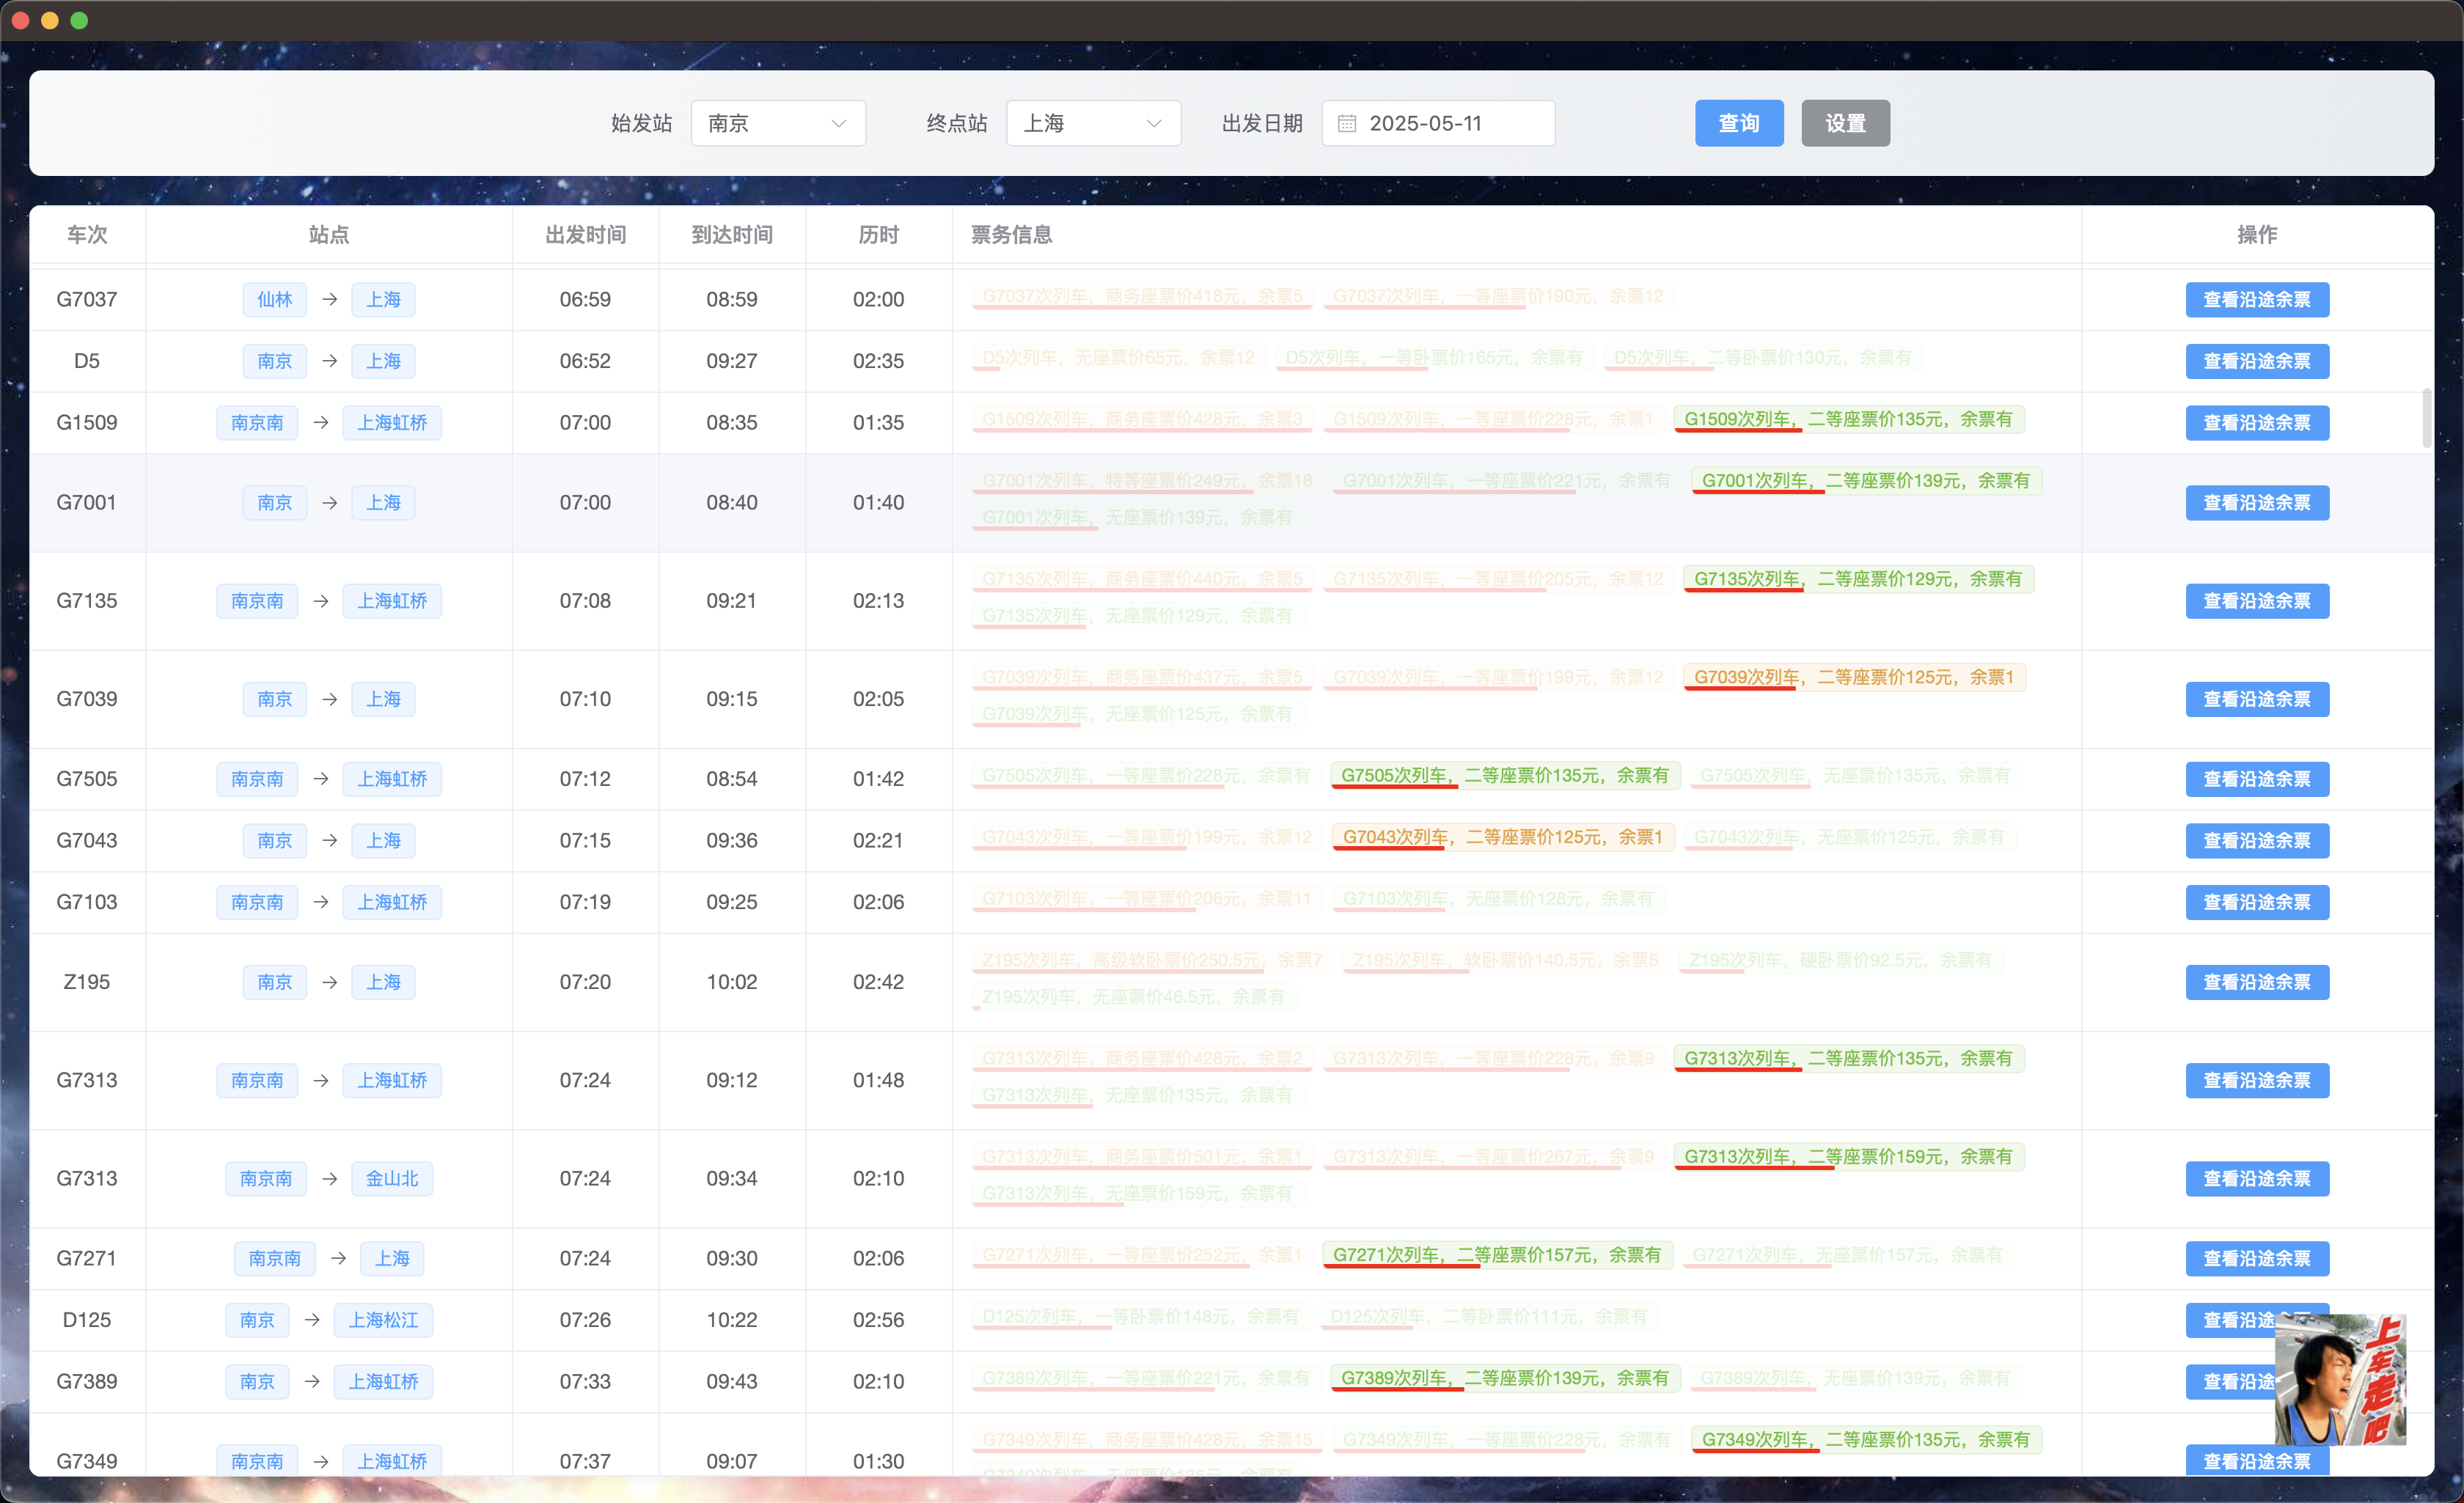 始发站 南京 终点站 上海 出发日期 2025-05-11 查询 设置
车次 站点 出发时间 到达时间 历时 票务信息 操作
G7037 仙林 → 上海 06:59 08:59 02:00 G7037次列车，商务座票价418元，余票5 G7037次列车，一等座票价190元，余票12 查看沿途余票
D5 南京 → 上海 06:52 09:27 02:35 D5次列车，无座票价65元，余票12 D5次列车，一等卧票价165元，余票有 D5次列车，二等卧票价130元，余票有 查看沿途余票
G1509 南京南 → 上海虹桥 07:00 08:35 01:35 G1509次列车，商务座票价428元，余票3 G1509次列车，一等座票价228元，余票1 G1509次列车，二等座票价135元，余票有 查看沿途余票
G7001 南京 → 上海 07:00 08:40 01:40 G7001次列车，特等座票价249元，余票18 G7001次列车，一等座票价221元，余票有 G7001次列车，二等座票价139元，余票有 查看沿途余票
G7001次列车，无座票价139元，余票有
G7135 南京南 → 上海虹桥 07:08 09:21 02:13 G7135次列车，商务座票价440元，余票5 G7135次列车，一等座票价205元，余票12 G7135次列车，二等座票价129元，余票有 查看沿途余票
G7135次列车，无座票价129元，余票有
G7039 南京 → 上海 07:10 09:15 02:05 G7039次列车，商务座票价437元，余票5 G7039次列车，一等座票价199元，余票12 G7039次列车，二等座票价125元，余票1 查看沿途余票
G7039次列车，无座票价125元，余票有
G7505 南京南 → 上海虹桥 07:12 08:54 01:42 G7505次列车，一等座票价228元，余票有 G7505次列车，二等座票价135元，余票有 G7505次列车，无座票价135元，余票有 查看沿途余票
G7043 南京 → 上海 07:15 09:36 02:21 G7043次列车，一等座票价199元，余票12 G7043次列车，二等座票价125元，余票1 G7043次列车，无座票价125元，余票有 查看沿途余票
G7103 南京南 → 上海虹桥 07:19 09:25 02:06 G7103次列车，一等座票价206元，余票11 G7103次列车，无座票价128元，余票有 查看沿途余票
Z195 南京 → 上海 07:20 10:02 02:42 Z195次列车，高级软卧票价250.5元，余票7 Z195次列车，软卧票价140.5元，余票5 Z195次列车，硬卧票价92.5元，余票有 查看沿途余票
Z195次列车，无座票价46.5元，余票有
G7313 南京南 → 上海虹桥 07:24 09:12 01:48 G7313次列车，商务座票价428元，余票2 G7313次列车，一等座票价228元，余票9 G7313次列车，二等座票价135元，余票有 查看沿途余票
G7313次列车，无座票价135元，余票有
G7313 南京南 → 金山北 07:24 09:34 02:10 G7313次列车，商务座票价501元，余票1 G7313次列车，一等座票价267元，余票9 G7313次列车，二等座票价159元，余票有 查看沿途余票
G7313次列车，无座票价159元，余票有
G7271 南京南 → 上海 07:24 09:30 02:06 G7271次列车，一等座票价252元，余票1 G7271次列车，二等座票价157元，余票有 G7271次列车，无座票价157元，余票有 查看沿途余票
D125 南京 → 上海松江 07:26 10:22 02:56 D125次列车，一等卧票价148元，余票有 D125次列车，二等卧票价111元，余票有 查看沿途
G7389 南京 → 上海虹桥 07:33 09:43 02:10 G7389次列车，一等座票价221元，余票有 G7389次列车，二等座票价139元，余票有 G7389次列车，无座票价139元，余票有 查看沿途
上车走吧
G7349 南京南 → 上海虹桥 07:37 09:07 01:30 G7349次列车，商务座票价428元，余票15 G7349次列车，一等座票价228元，余票有 G7349次列车，二等座票价135元，余票有 查看沿途余票